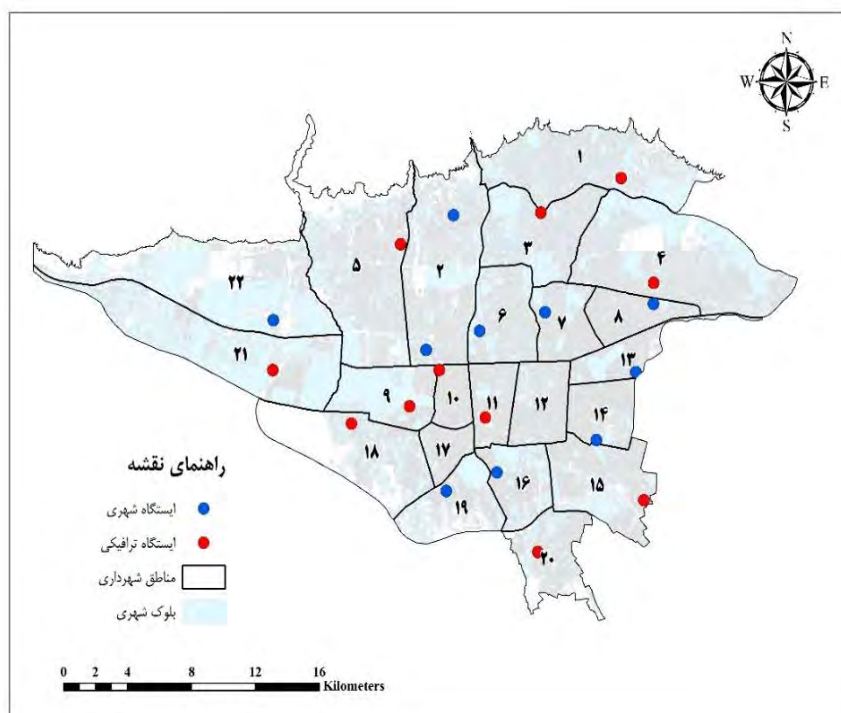 N
W E
S
۱
۳
۲
۵
۴
۲۲
۶
۷
۸
۲۱
۱۳
۹
۱۰
۱۱
۱۲
۱۴
۱۸
۱۷
۱۶
۱۵
۱۹
۲۰
راهنمای نقشه
ایستگاه شهری
ایستگاه ترافیکی
مناطق شهرداری
بلوک شهری
0 2 4 8 12 16
Kilometers